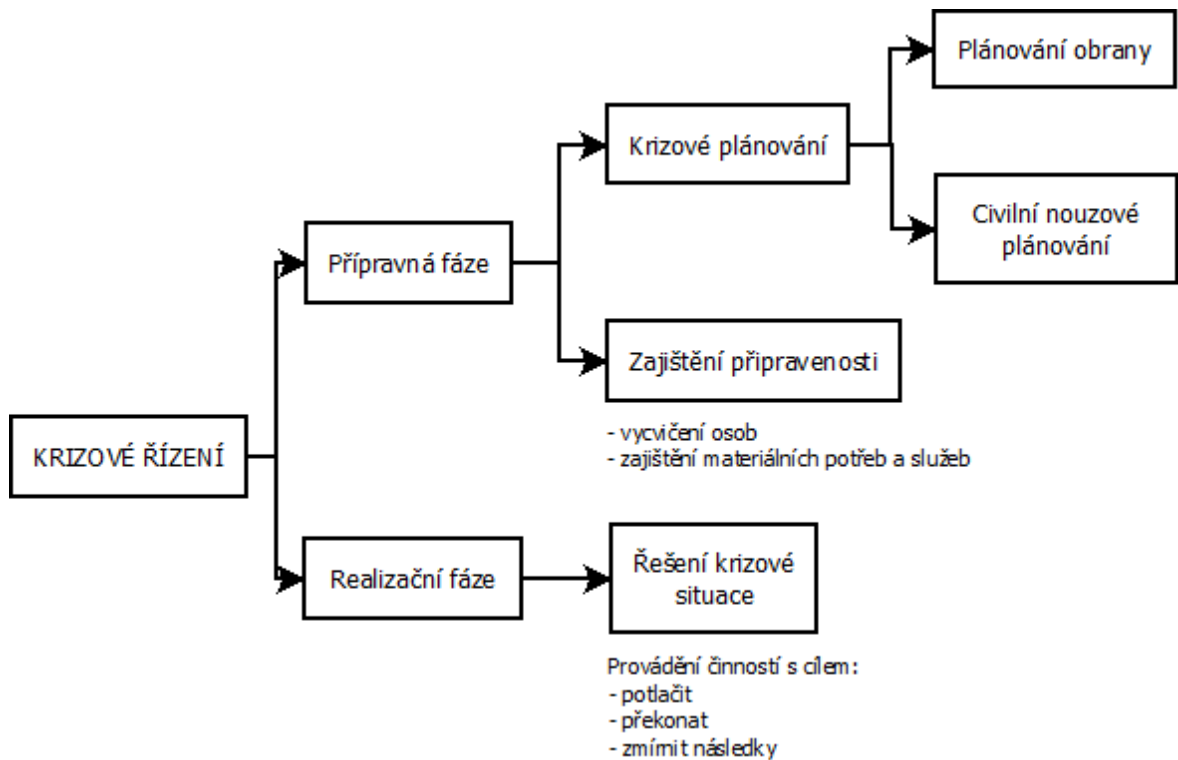 Plánování obrany
Krizové plánování
Civilní nouzové
plánování
Přípravná fáze
Zajištění připravenosti
- vycvičení osob
- zajištění materiálních potřeb a služeb
KRIZOVÉ ŘÍZENÍ
Realizační fáze
Řešení krizové
situace
Provádění činností s cílem:
- potlačit
- překonat
- zmírnit následky